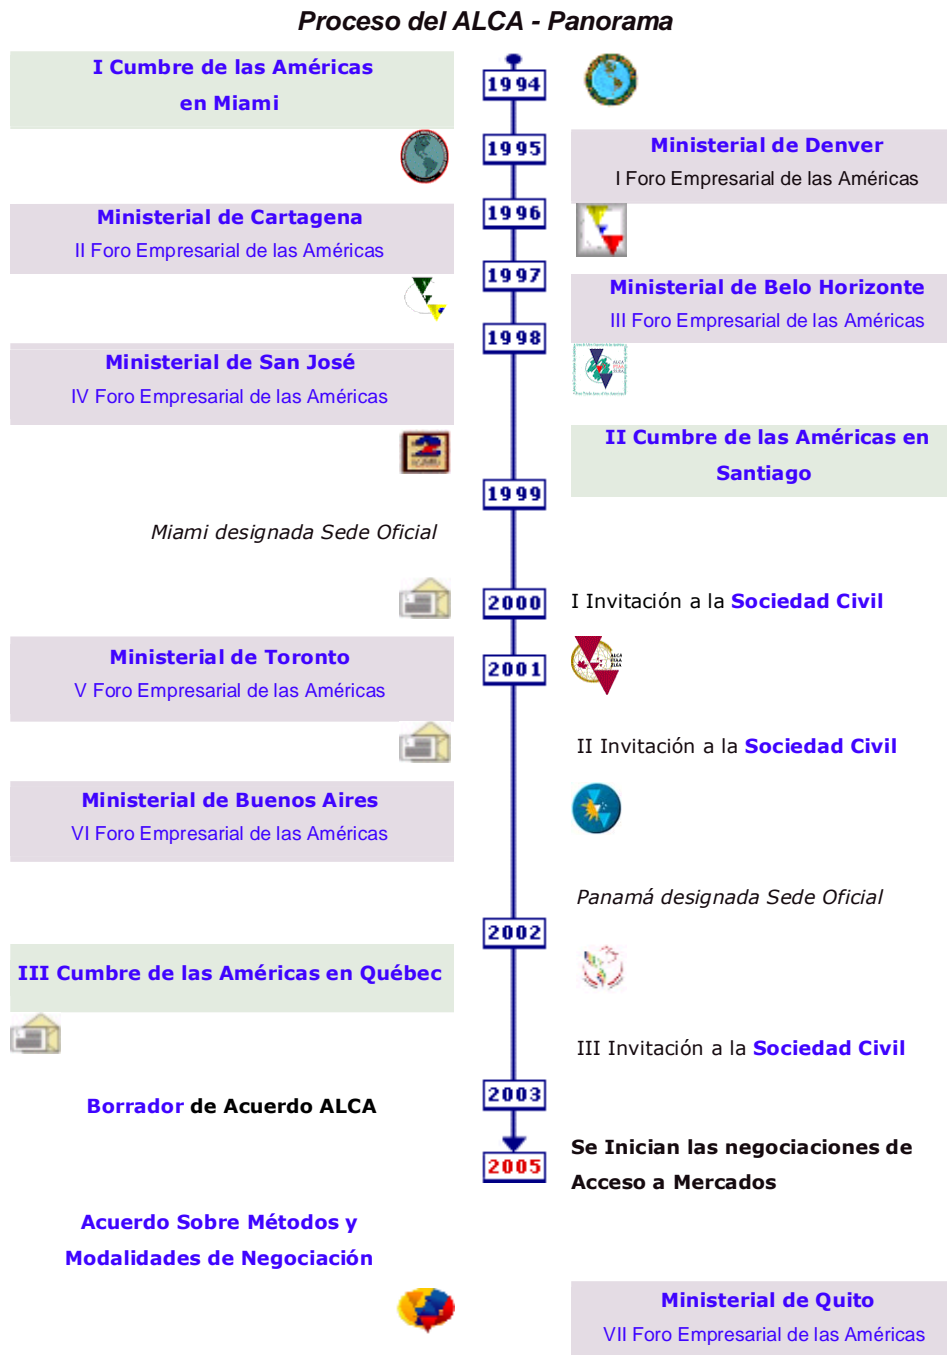 Proceso del ALCA - Panorama
I Cumbre de las Américas
en Miami
1994
1995
Ministerial de Denver
I Foro Empresarial de las Américas
Ministerial de Cartagena
II Foro Empresarial de las Américas
1996
1997
Ministerial de Belo Horizonte
III Foro Empresarial de las Américas
1998
Ministerial de San José
IV Foro Empresarial de las Américas
ALCA
FTAA
ZLEA
II Cumbre de las Américas en
Santiago
1999
Miami designada Sede Oficial
2000
I Invitación a la Sociedad Civil
Ministerial de Toronto
V Foro Empresarial de las Américas
2001
ALCA
FTAA
ZLEA
II Invitación a la Sociedad Civil
Ministerial de Buenos Aires
VI Foro Empresarial de las Américas
Panamá designada Sede Oficial
2002
III Cumbre de las Américas en Québec
III Invitación a la Sociedad Civil
2003
Borrador de Acuerdo ALCA
2005
Se Inician las negociaciones de
Acceso a Mercados
Acuerdo Sobre Métodos y
Modalidades de Negociación
Ministerial de Quito
VII Foro Empresarial de las Américas